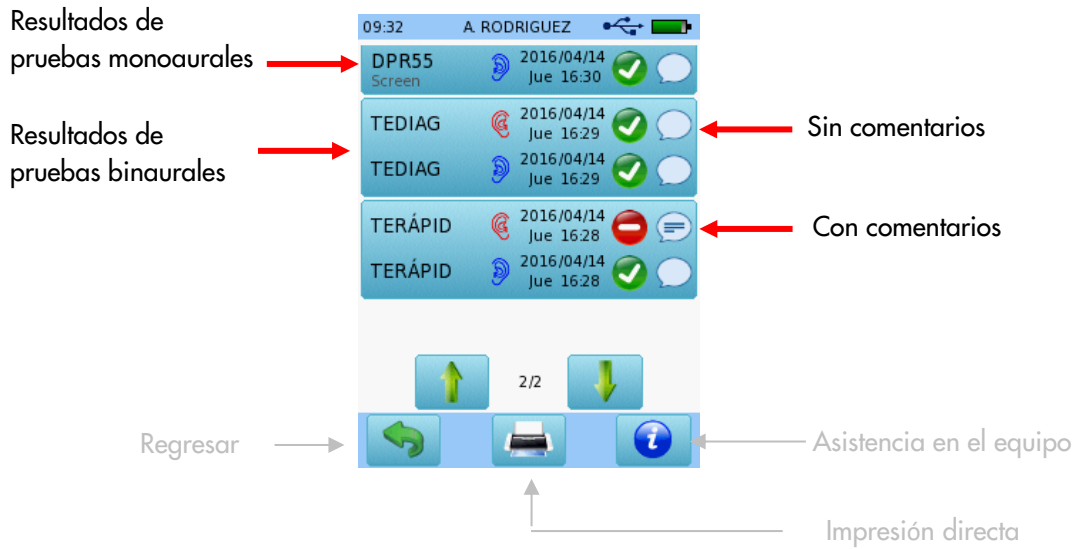 Resultados de
pruebas monoaurales
Resultados de
pruebas binaurales
09:32 A. RODRIGUEZ
DPR55 2016/04/14
Screen Jue 16:30
TEDIAG 2016/04/14
Jue 16:29
TEDIAG 2016/04/14
Jue 16:29
TERÁPID 2016/04/14
Jue 16:28
TERÁPID 2016/04/14
Jue 16:28
2/2
i
Sin comentarios
Con comentarios
Regresar
Asistencia en el equipo
Impresión directa